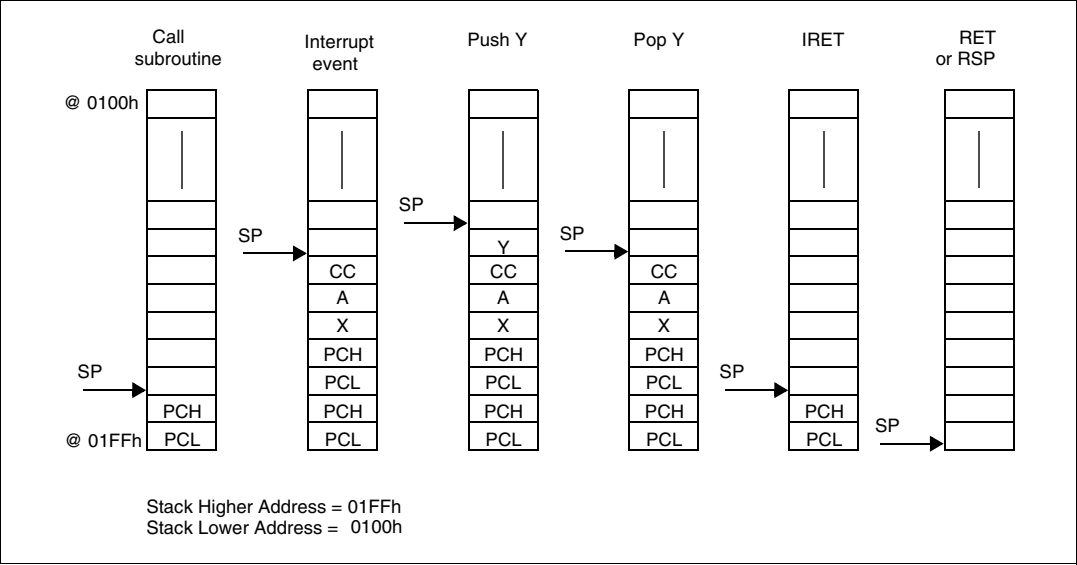 Call subroutine
Interrupt event
Push Y
Pop Y
IRET
RET or RSP
@ 0100h
SP
PCH
PCL
@ 01FFh
SP
CC
A
X
PCH
PCL
PCH
PCL
SP
Y
CC
A
X
PCH
PCL
PCH
PCL
SP
CC
A
X
PCH
PCL
PCH
PCL
SP
PCH
PCL
SP
Stack Higher Address = 01FFh
Stack Lower Address = 0100h